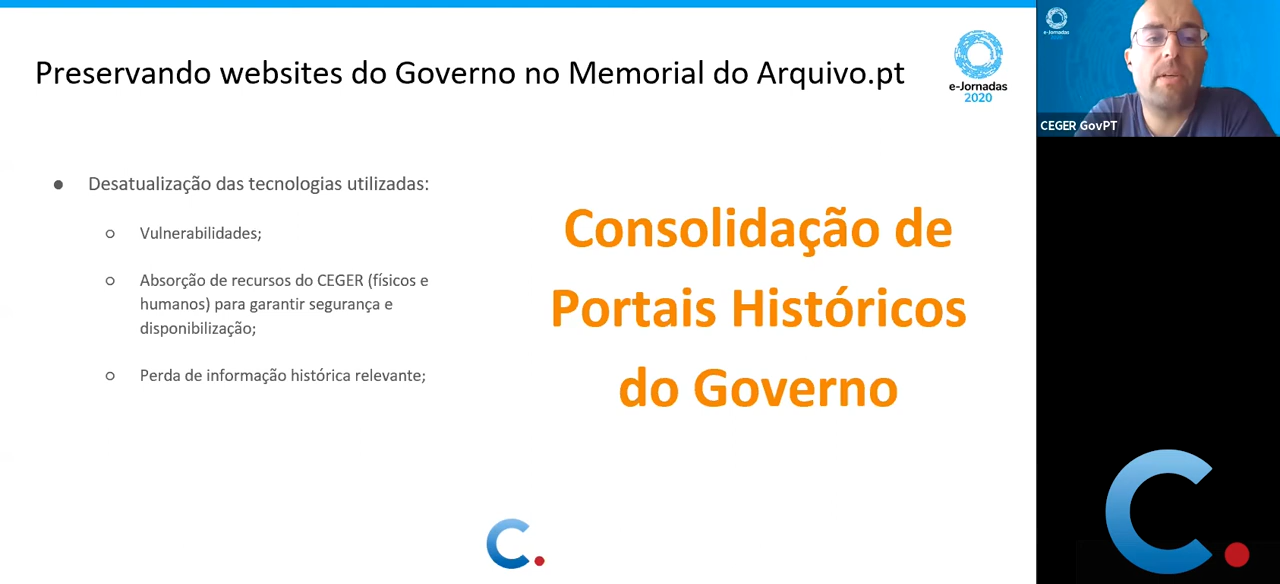 Preservando websites do Governo no Memorial do Arquivo.pt
e-Jornadas
2020
● Desatualização das tecnologias utilizadas:
o Vulnerabilidades;
o Absorção de recursos do CEGER (físicos e
humanos) para garantir segurança e
disponibilização;
o Perda de informação histórica relevante;
Consolidação de
Portais Históricos
do Governo
C.
e-Jornadas
2020
CEGER GovPT
C.